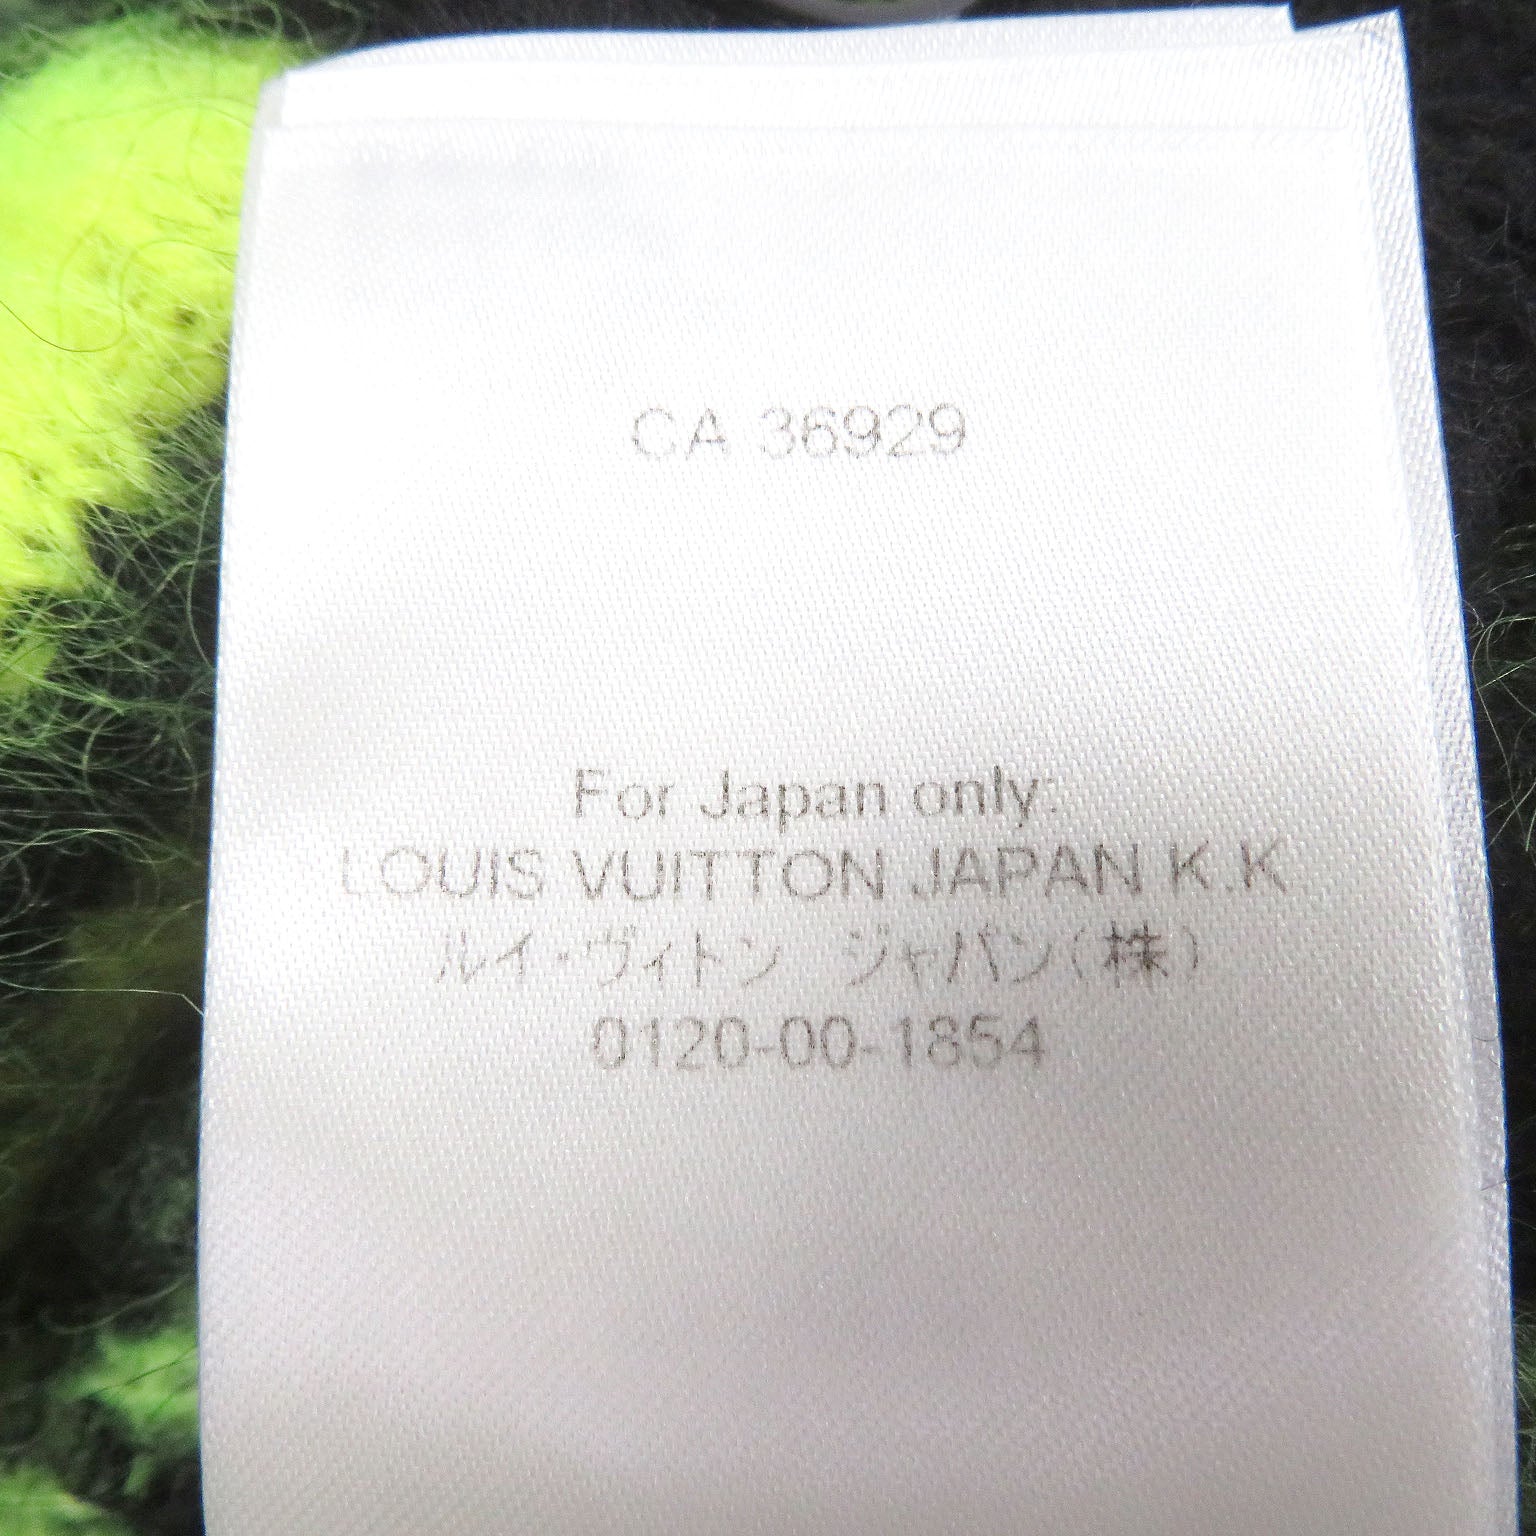 CA 36929
For Japan only:
LOUIS VUITTON JAPAN K.K
ルイ・ヴィトン　ジャパン(株)
0120-00-1854